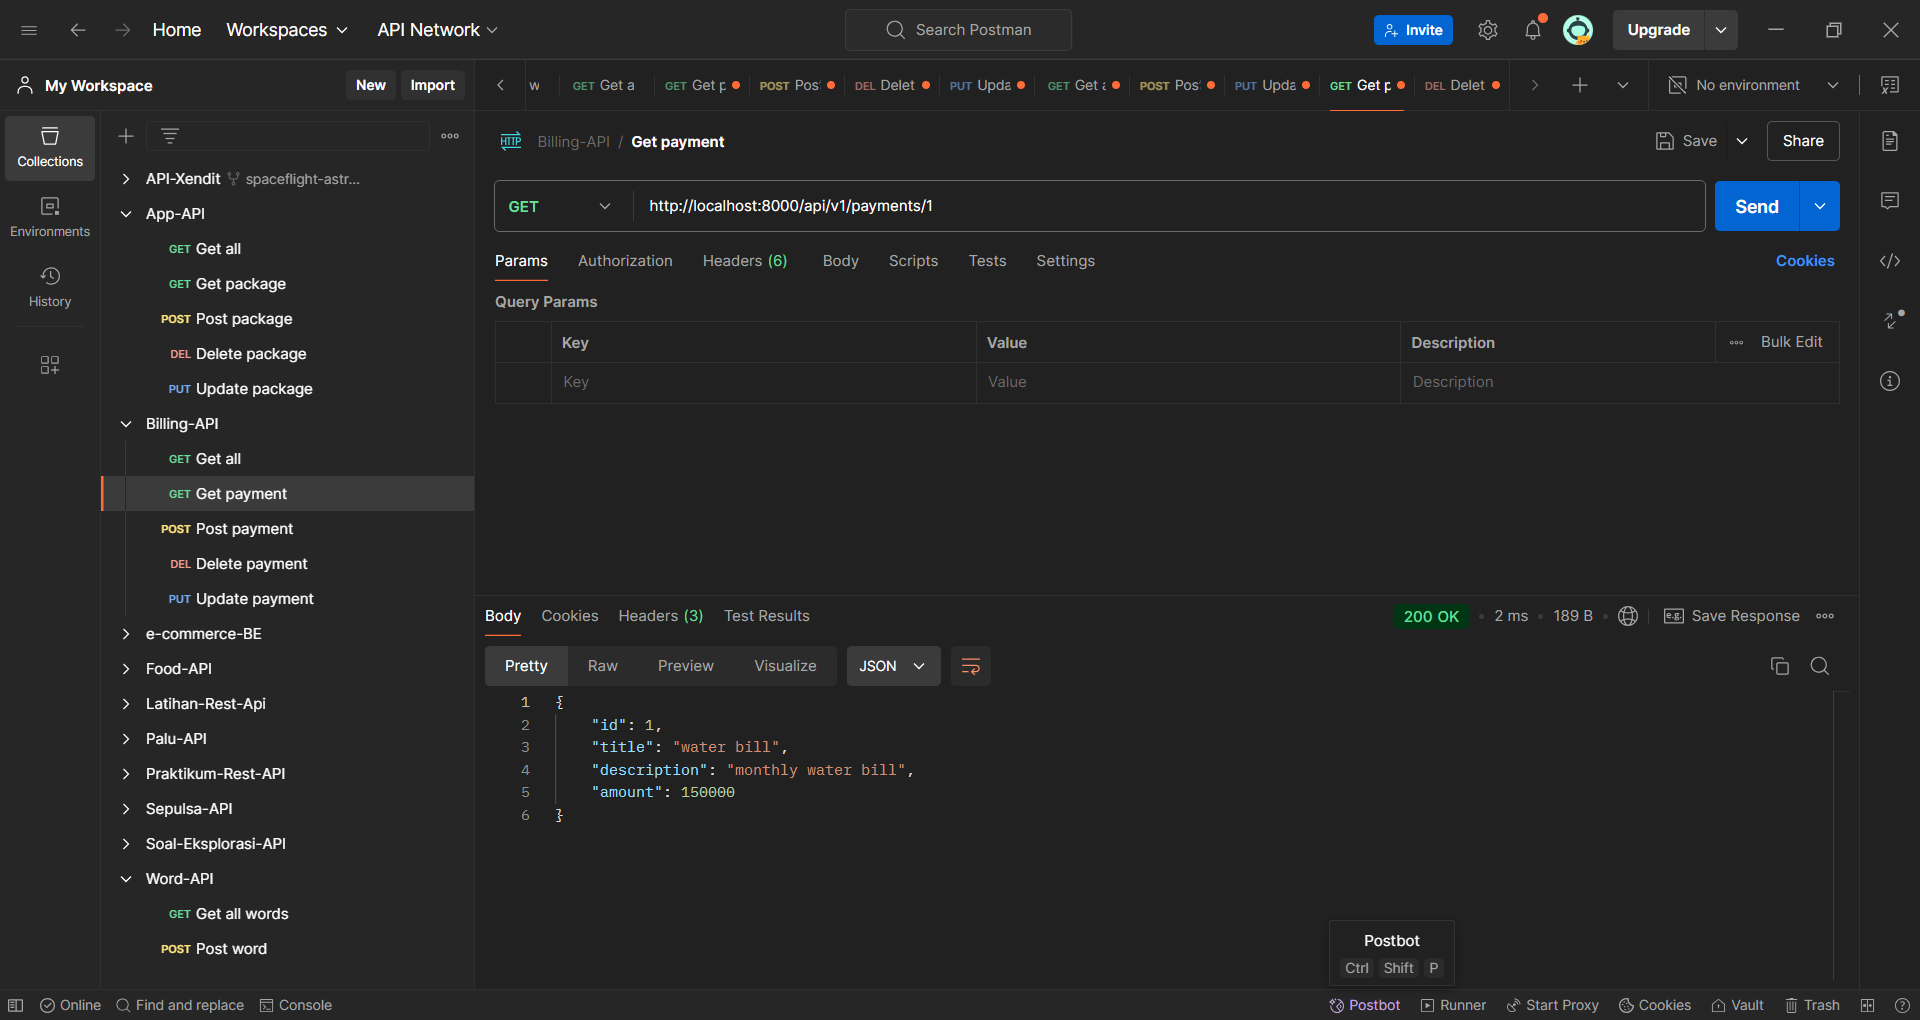 Home Workspaces API Network Search Postman Invite Upgrade
My Workspace New Import
w GET Get a GET Get p POST Pos DEL Delet PUT Upda GET Get a POST Pos PUT Upda GET Get p DEL Delet No environment
Collections
Environments
History
API-Xendit spaceflight-astr...
App-API
GET Get all
GET Get package
POST Post package
DEL Delete package
PUT Update package
Billing-API
GET Get all
GET Get payment
POST Post payment
DEL Delete payment
PUT Update payment
e-commerce-BE
Food-API
Latihan-Rest-Api
Palu-API
Praktikum-Rest-API
Sepulsa-API
Soal-Eksplorasi-API
Word-API
GET Get all words
POST Post word
HTTP Billing-API / Get payment Save Share
GET http://localhost:8000/api/v1/payments/1 Send
Params Authorization Headers (6) Body Scripts Tests Settings Cookies
Query Params
Key Value Description Bulk Edit
Key Value Description
Body Cookies Headers (3) Test Results 200 OK 2 ms 189 B e.g. Save Response
Pretty Raw Preview Visualize JSON
1 {
2 "id": 1,
3 "title": "water bill",
4 "description": "monthly water bill",
5 "amount": 150000
6 }
Postbot
Ctrl Shift P
Online Find and replace Console Postbot Runner Start Proxy Cookies Vault Trash